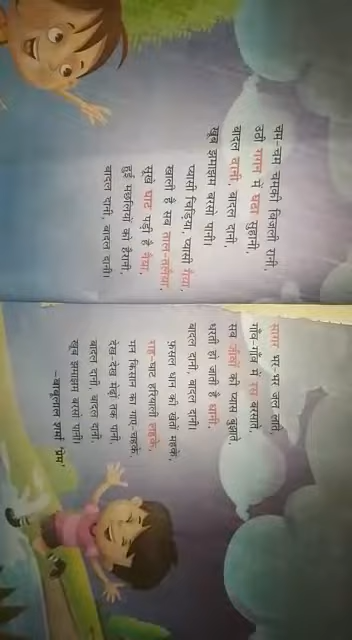 चम-चम चमकी बिजली रानी,
उठी गगन में घटा सुहानी,
बादल दानी, बादल दानी,
खूब झमाझम बरसो पानी।
प्यासी चिड़िया, प्यासी गैया,
खाली है सब ताल-तलैया,
सूखे घाट पड़ी है नैया,
हुई मछलियों को हैरानी,
बादल दानी, बादल दानी।
सागर भर-भर जल लाते,
गाँव-गाँव में रस बरसाते,
सब जीवों की प्यास बुझाते,
धरती हो जाती है धानी,
बादल दानी, बादल दानी।
फ़सल धान की खेतों महके,
राह-बाट हरियाली लहके,
मन किसान का गाए-चहके,
देख-देख मेड़ों तक पानी,
बादल दानी, बादल दानी,
खूब झमाझम बरसो पानी।
–बाबूलाल शर्मा 'प्रेम'